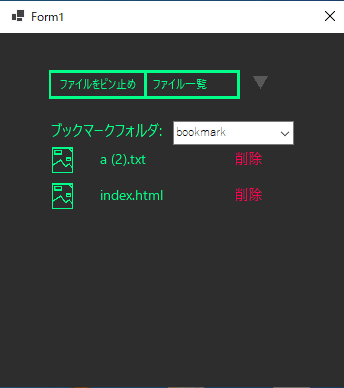 Form1
ファイルをピン止め ファイル一覧
ブックマークフォルダ: bookmark
a (2).txt 削除
index.html 削除